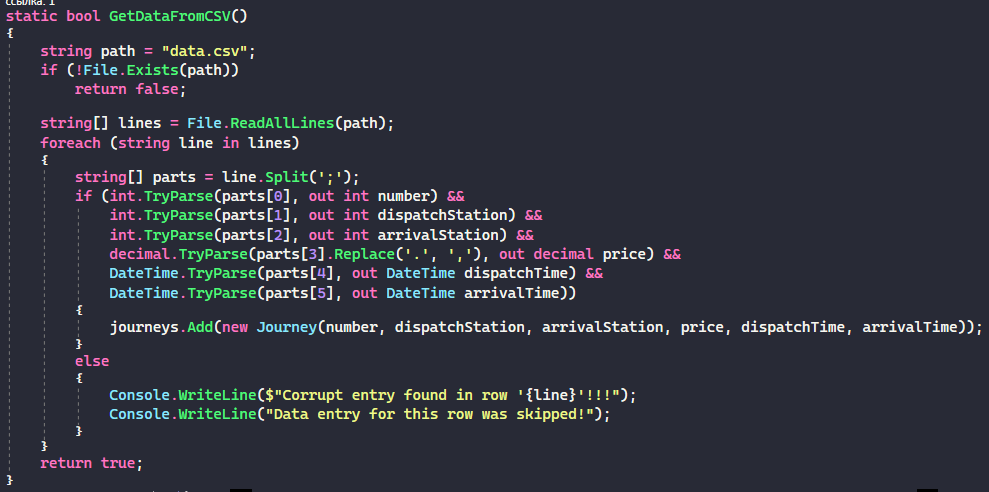 ссылка: 1
static bool GetDataFromCSV()
{
    string path = "data.csv";
    if (!File.Exists(path))
        return false;

    string[] lines = File.ReadAllLines(path);
    foreach (string line in lines)
    {
        string[] parts = line.Split(';');
        if (int.TryParse(parts[0], out int number) &&
            int.TryParse(parts[1], out int dispatchStation) &&
            int.TryParse(parts[2], out int arrivalStation) &&
            decimal.TryParse(parts[3].Replace('.', ','), out decimal price) &&
            DateTime.TryParse(parts[4], out DateTime dispatchTime) &&
            DateTime.TryParse(parts[5], out DateTime arrivalTime))
        {
            journeys.Add(new Journey(number, dispatchStation, arrivalStation, price, dispatchTime, arrivalTime));
        }
        else
        {
            Console.WriteLine($"Corrupt entry found in row '{line}'!!!");
            Console.WriteLine("Data entry for this row was skipped!");
        }
    }
    return true;
}